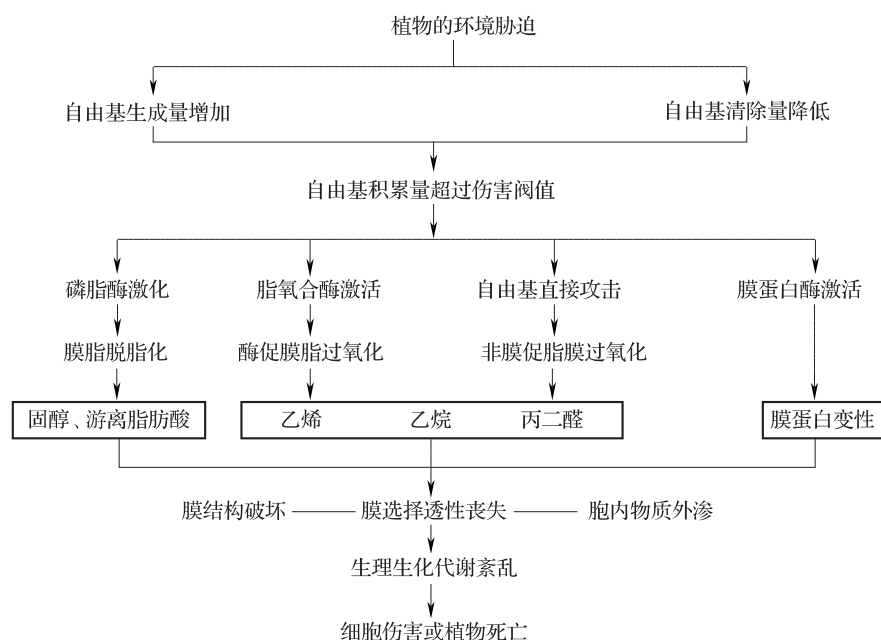 植物的环境胁迫
自由基生成量增加
自由基清除量降低
自由基积累量超过伤害阀值
磷脂酶激化
脂氧合酶激活
自由基直接攻击
膜蛋白酶激活
膜脂脱脂化
酶促膜脂过氧化
非膜促脂膜过氧化
固醇、游离脂肪酸
乙烯
乙烷
丙二醛
膜蛋白变性
膜结构破坏
膜选择透性丧失
胞内物质外渗
生理生化代谢紊乱
细胞伤害或植物死亡